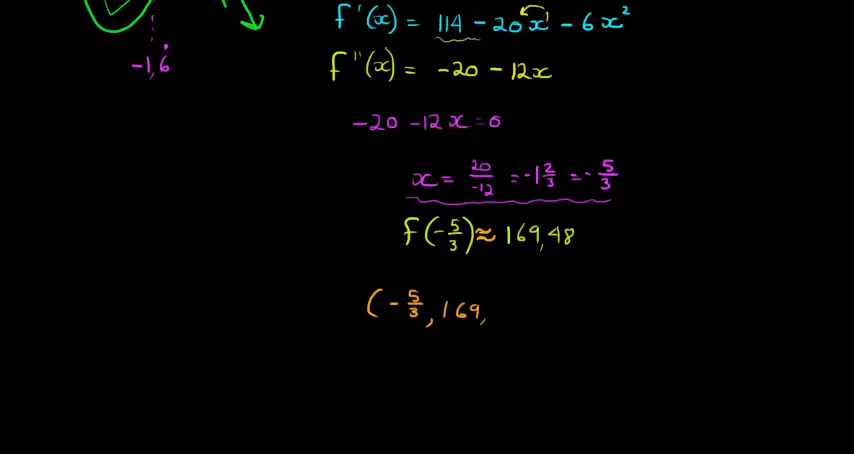 f'(x) = 114 - 20x¹ - 6x²
-1,6̇
f''(x) = -20 - 12x
-20 - 12x = 0
x = 20/-12 = -1 2/3 = -5/3
f(-5/3) ≈ 169,48
(-5/3, 169,